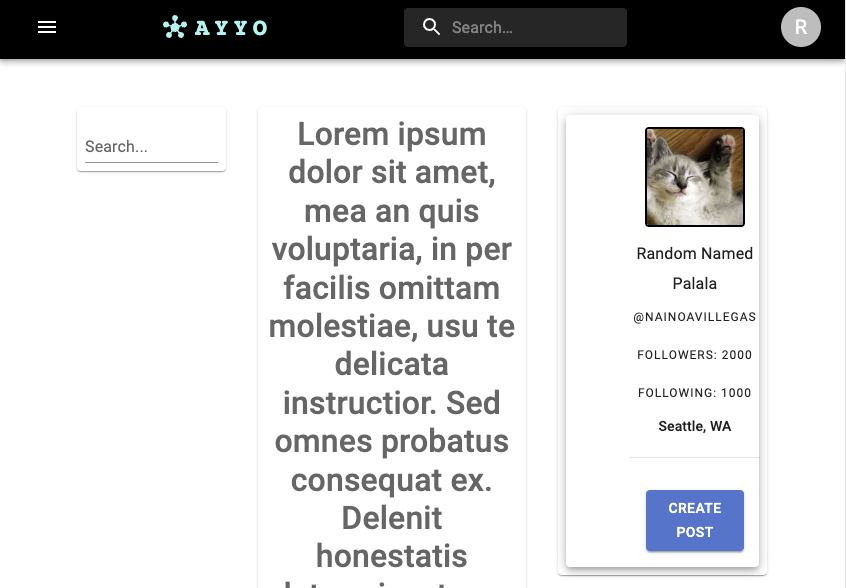 AYYO
Search…
R
Search...
Lorem ipsum
dolor sit amet,
mea an quis
voluptaria, in per
facilis omittam
molestiae, usu te
delicata
instructior. Sed
omnes probatus
consequat ex.
Delenit
honestatis
Random Named
Palala
@NAINOAVILLEGAS
FOLLOWERS: 2000
FOLLOWING: 1000
Seattle, WA
CREATE
POST